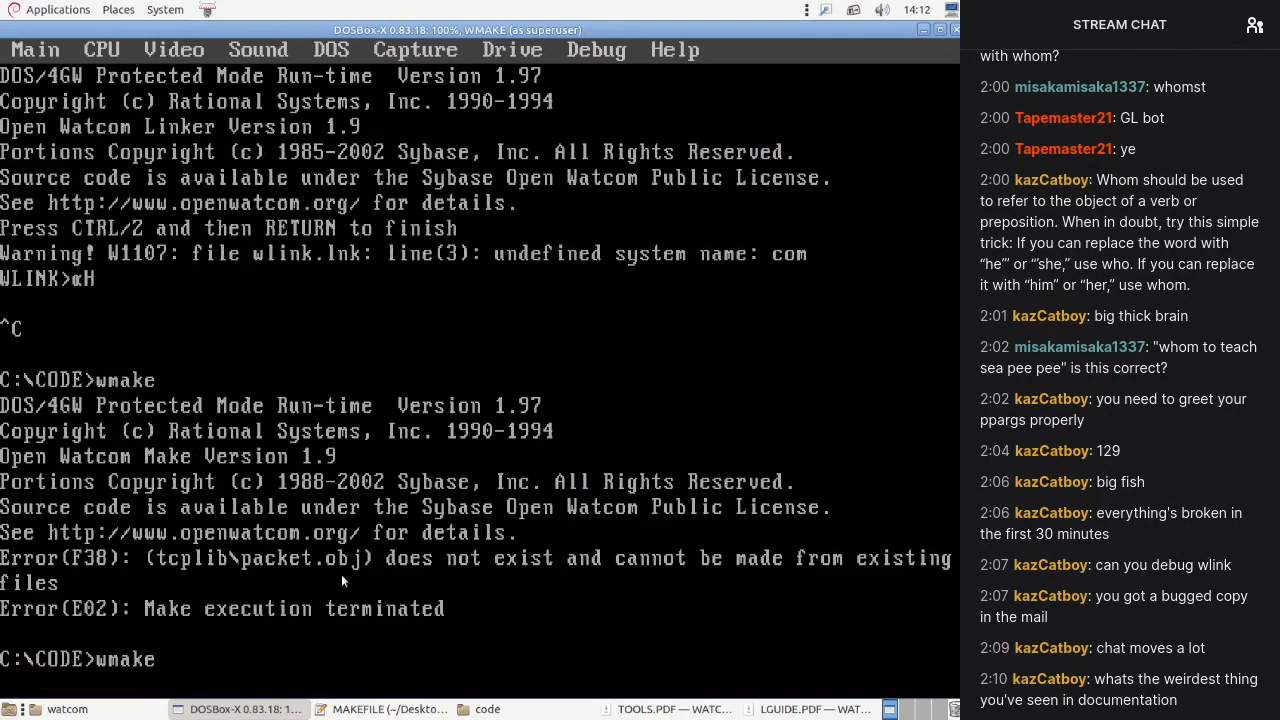 Applications Places System
14:12
DOSBox-X 0.83.18: 100%, WMAKE (as superuser)
Main CPU Video Sound DOS Capture Drive Debug Help
DOS/4GW Protected Mode Run-time  Version 1.97
Copyright (c) Rational Systems, Inc. 1990-1994
Open Watcom Linker Version 1.9
Portions Copyright (c) 1985-2002 Sybase, Inc. All Rights Reserved.
Source code is available under the Sybase Open Watcom Public License.
See http://www.openwatcom.org/ for details.
Press CTRL/Z and then RETURN to finish
Warning! W1107: file wlink.lnk: line(3): undefined system name: com
WLINK>αH
^C
C:\CODE>wmake
DOS/4GW Protected Mode Run-time  Version 1.97
Copyright (c) Rational Systems, Inc. 1990-1994
Open Watcom Make Version 1.9
Portions Copyright (c) 1988-2002 Sybase, Inc. All Rights Reserved.
Source code is available under the Sybase Open Watcom Public License.
See http://www.openwatcom.org/ for details.
Error(F38): (tcplib\packet.obj) does not exist and cannot be made from existing
files
Error(E02): Make execution terminated
C:\CODE>wmake
watcom
DOSBox-X 0.83.18: 1...
MAKEFILE (~/Deskto...
code
TOOLS.PDF — WATC...
LGUIDE.PDF — WAT...
STREAM CHAT
with whom?
2:00 misakamisaka1337: whomst
2:00 Tapemaster21: GL bot
2:00 Tapemaster21: ye
2:00 kazCatboy: Whom should be used
to refer to the object of a verb or
preposition. When in doubt, try this simple
trick: If you can replace the word with
“he”’ or “’she,” use who. If you can replace
it with “him” or “her,” use whom.
2:01 kazCatboy: big thick brain
2:02 misakamisaka1337: "whom to teach
sea pee pee" is this correct?
2:02 kazCatboy: you need to greet your
ppargs properly
2:04 kazCatboy: 129
2:06 kazCatboy: big fish
2:06 kazCatboy: everything's broken in
the first 30 minutes
2:07 kazCatboy: can you debug wlink
2:07 kazCatboy: you got a bugged copy
in the mail
2:09 kazCatboy: chat moves a lot
2:10 kazCatboy: whats the weirdest thing
you've seen in documentation